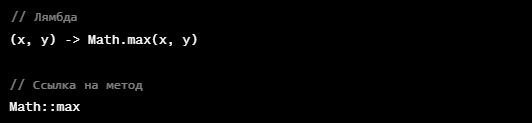 // Лямбда
(x, y) -> Math.max(x, y)
// Ссылка на метод
Math::max